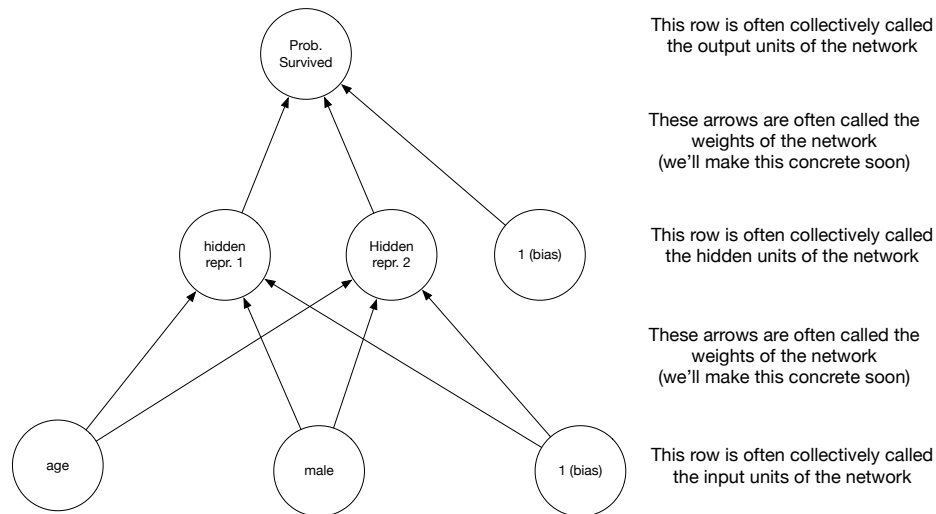 Prob.
Survived
This row is often collectively called
the output units of the network
These arrows are often called the
weights of the network
(we'll make this concrete soon)
hidden
repr. 1
Hidden
repr. 2
1 (bias)
This row is often collectively called
the hidden units of the network
These arrows are often called the
weights of the network
(we'll make this concrete soon)
age
male
1 (bias)
This row is often collectively called
the input units of the network